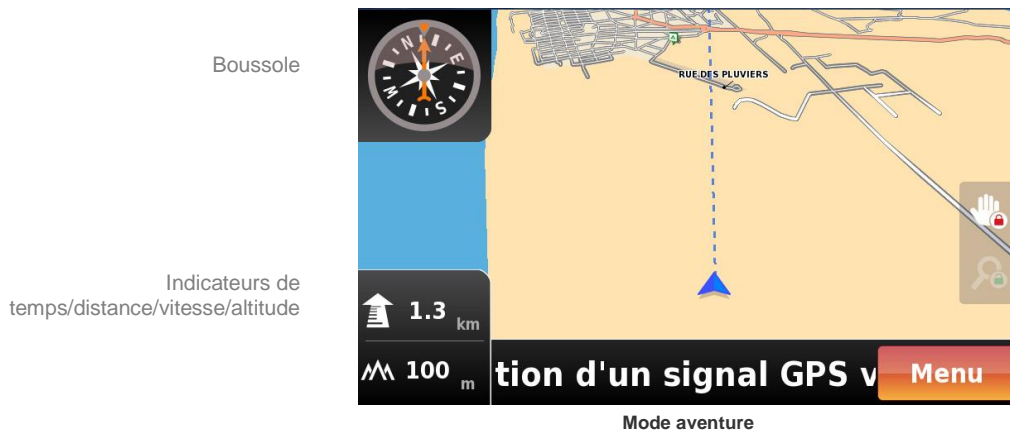 Boussole
N
E
S
W
RUE DES PLUVIERS
A
Indicateurs de
temps/distance/vitesse/altitude
1.3 km
100 m
tion d'un signal GPS v
Menu
Mode aventure